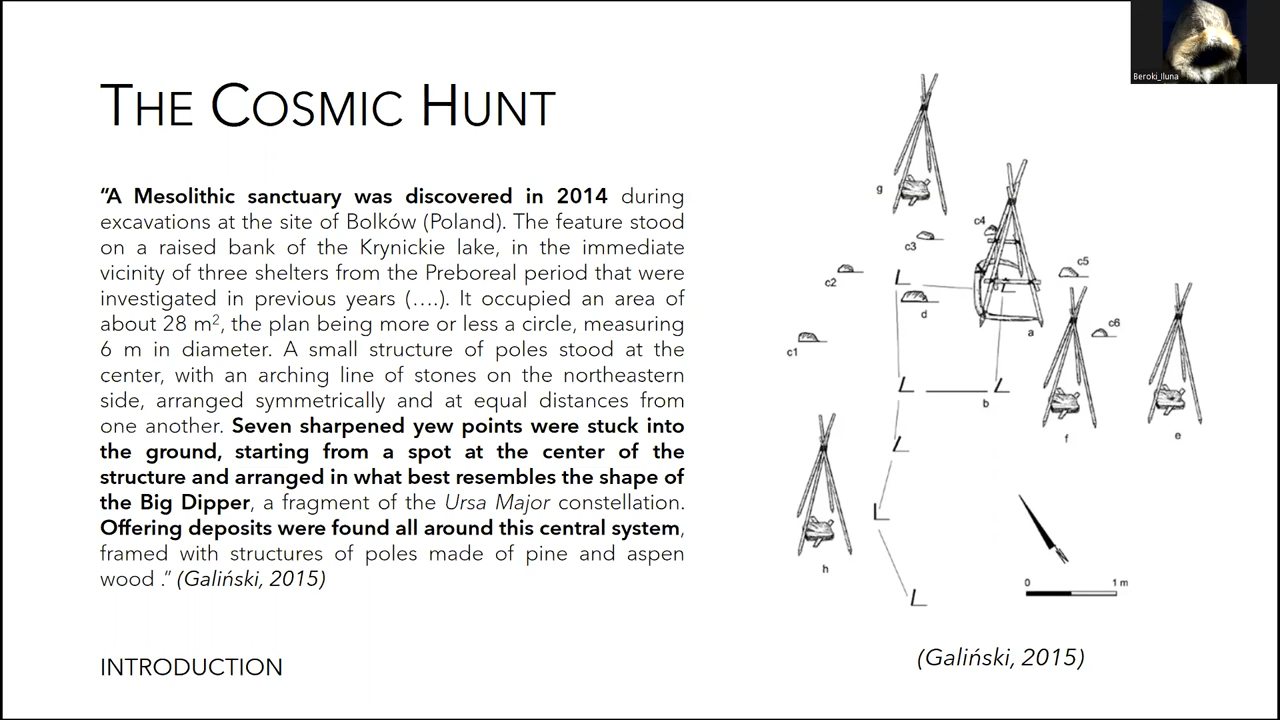 THE COSMIC HUNT
"A Mesolithic sanctuary was discovered in 2014 during
excavations at the site of Bolków (Poland). The feature stood
on a raised bank of the Krynickie lake, in the immediate
vicinity of three shelters from the Preboreal period that were
investigated in previous years (....). It occupied an area of
about 28 m², the plan being more or less a circle, measuring
6 m in diameter. A small structure of poles stood at the
center, with an arching line of stones on the northeastern
side, arranged symmetrically and at equal distances from
one another. Seven sharpened yew points were stuck into
the ground, starting from a spot at the center of the
structure and arranged in what best resembles the shape of
the Big Dipper, a fragment of the Ursa Major constellation.
Offering deposits were found all around this central system,
framed with structures of poles made of pine and aspen
wood ." (Galiński, 2015)
INTRODUCTION
Beroki_Iluna
g
c4
c3
c5
c2
d
a
c6
c1
b
f
e
h
0 1 m
(Galiński, 2015)